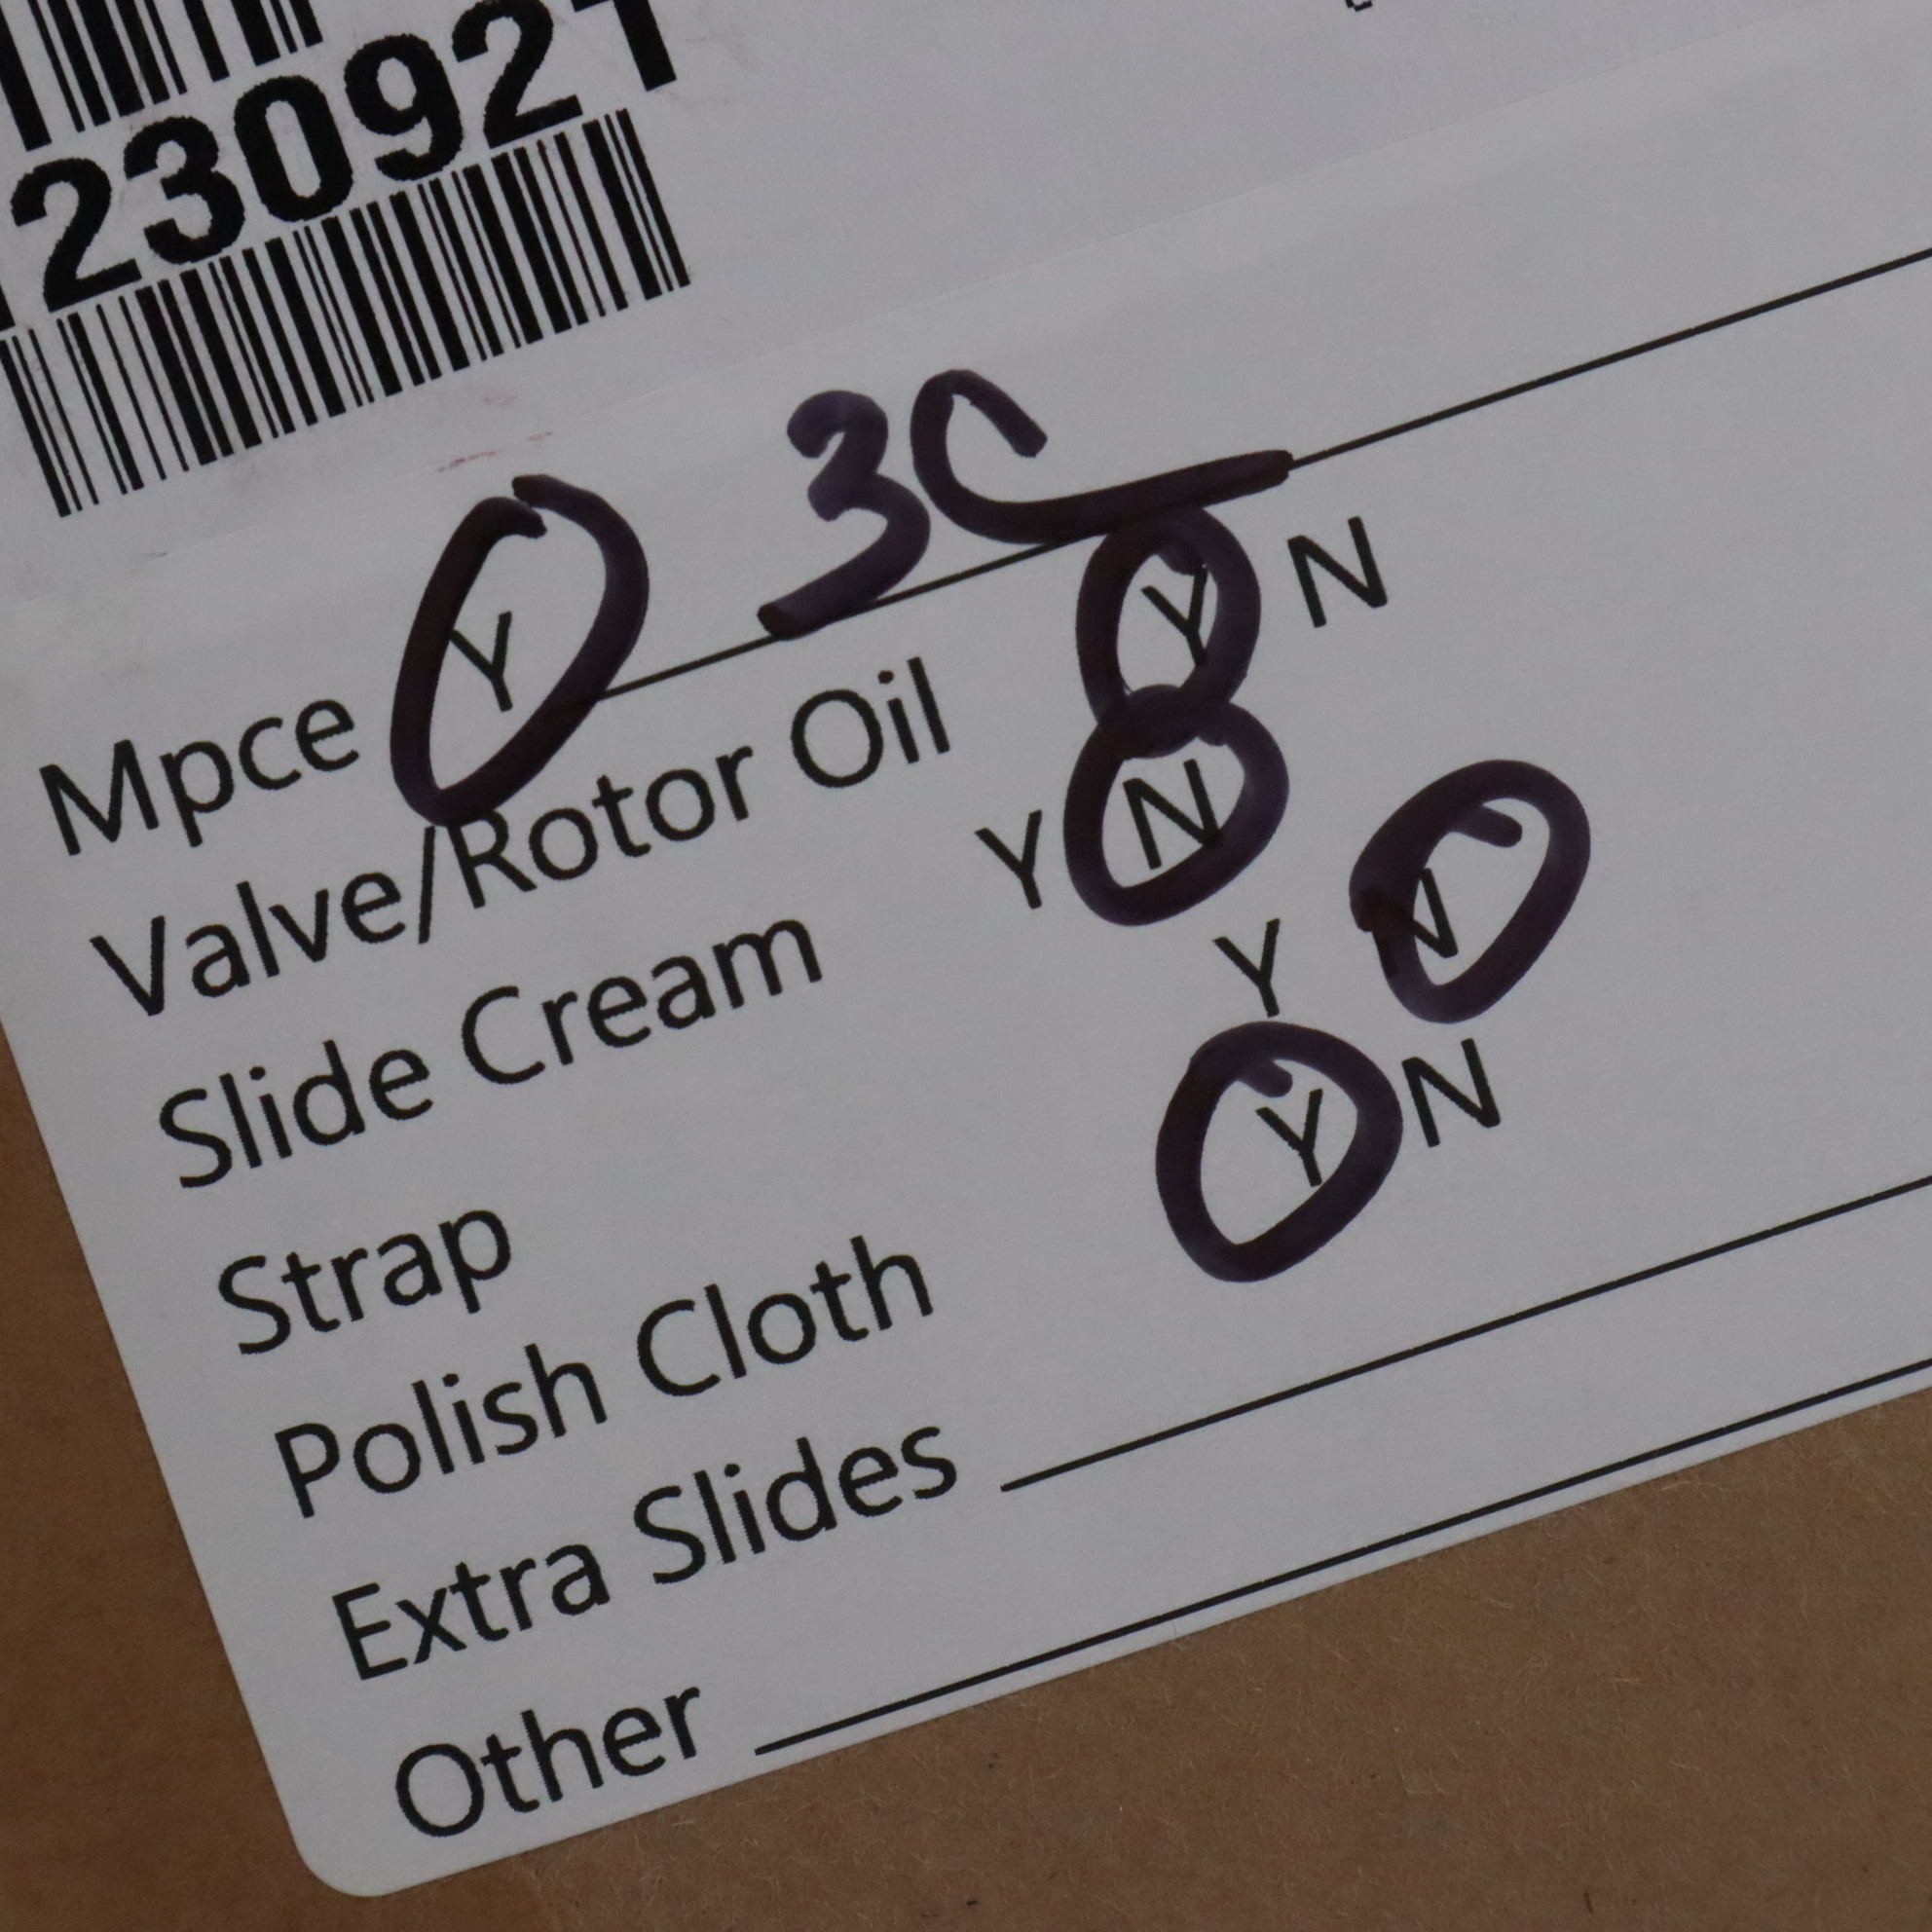 230921
Mpce Y 3C
Valve/Rotor Oil Y N
Slide Cream Y N
Strap Y N
Polish Cloth Y N
Extra Slides
Other